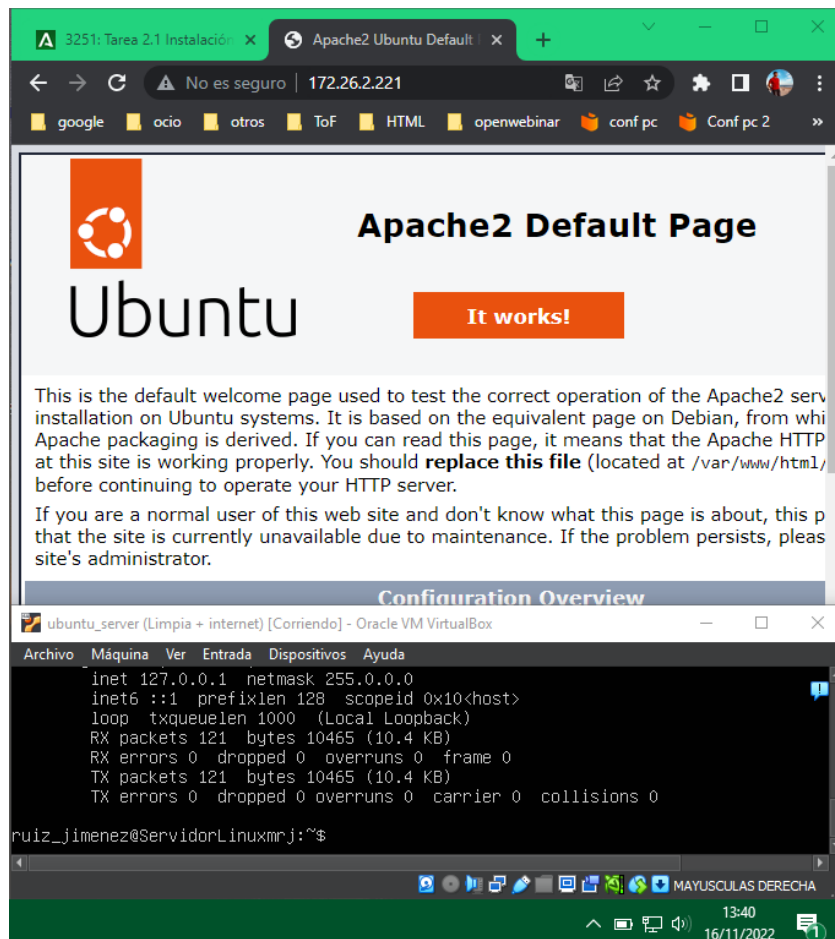 3251: Tarea 2.1 Instalación
Apache2 Ubuntu Default
No es seguro | 172.26.2.221
google ocio otros ToF HTML openwebinar conf pc Conf pc 2 »
Apache2 Default Page
Ubuntu
It works!
This is the default welcome page used to test the correct operation of the Apache2 serv
installation on Ubuntu systems. It is based on the equivalent page on Debian, from whi
Apache packaging is derived. If you can read this page, it means that the Apache HTTP
at this site is working properly. You should replace this file (located at /var/www/html/
before continuing to operate your HTTP server.
If you are a normal user of this web site and don't know what this page is about, this p
that the site is currently unavailable due to maintenance. If the problem persists, pleas
site's administrator.
Configuration Overview
ubuntu_server (Limpia + internet) [Corriendo] - Oracle VM VirtualBox
Archivo Máquina Ver Entrada Dispositivos Ayuda
inet 127.0.0.1 netmask 255.0.0.0
inet6 ::1 prefixlen 128 scopeid 0x10<host>
loop txqueuelen 1000 (Local Loopback)
RX packets 121 bytes 10465 (10.4 KB)
RX errors 0 dropped 0 overruns 0 frame 0
TX packets 121 bytes 10465 (10.4 KB)
TX errors 0 dropped 0 overruns 0 carrier 0 collisions 0
ruiz_jimenez@ServidorLinuxmrj:~$
MAYUSCULAS DERECHA
13:40
16/11/2022
1